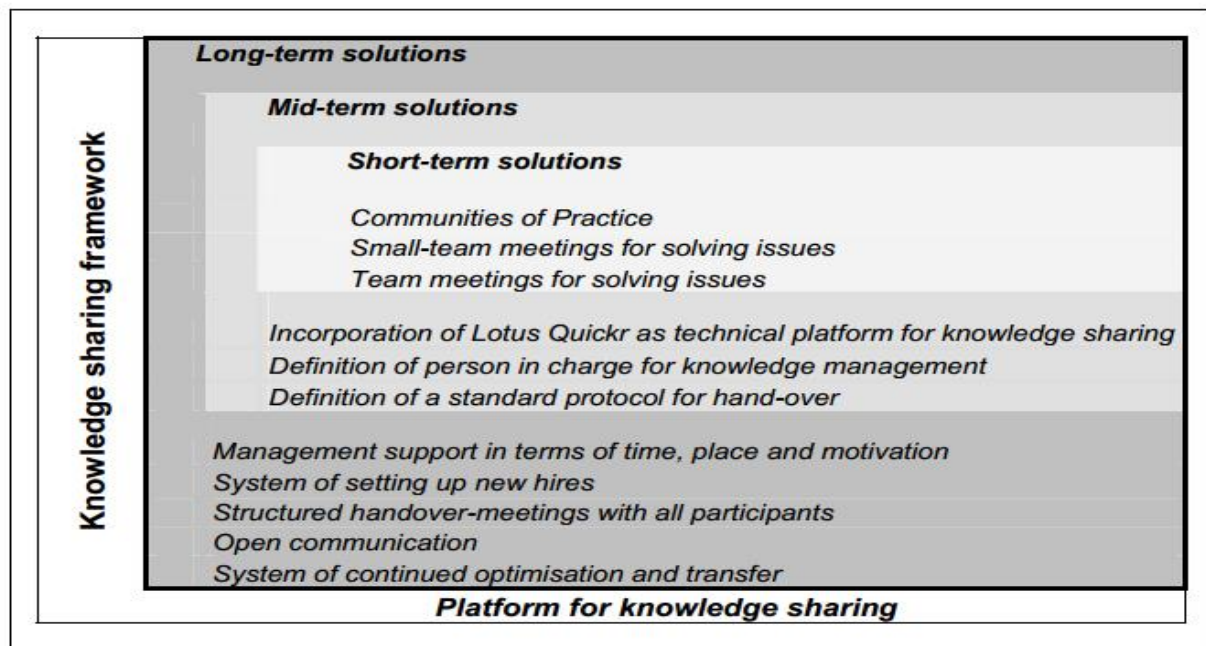 Knowledge sharing framework
Long-term solutions
Mid-term solutions
Short-term solutions
Communities of Practice
Small-team meetings for solving issues
Team meetings for solving issues
Incorporation of Lotus Quickr as technical platform for knowledge sharing
Definition of person in charge for knowledge management
Definition of a standard protocol for hand-over
Management support in terms of time, place and motivation
System of setting up new hires
Structured handover-meetings with all participants
Open communication
System of continued optimisation and transfer
Platform for knowledge sharing